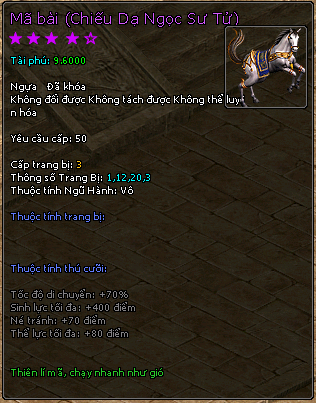 Mã bài (Chiếu Dạ Ngọc Sư Tử)
Tài phú: 9.6000
Ngựa Đã khóa
Không đổi được Không tách được Không thể luyệ
n hóa
Yêu cầu cấp: 50
Cấp trang bị: 3
Thông số Trang Bị: 1,12,20,3
Thuộc tính Ngũ Hành: Vô
Thuộc tính trang bị:
Thuộc tính thú cưỡi:
Tốc độ di chuyển: +70%
Sinh lực tối đa: +400 điểm
Né tránh: +70 điểm
Thể lực tối đa: +80 điểm
Thiên lí mã, chạy nhanh như gió